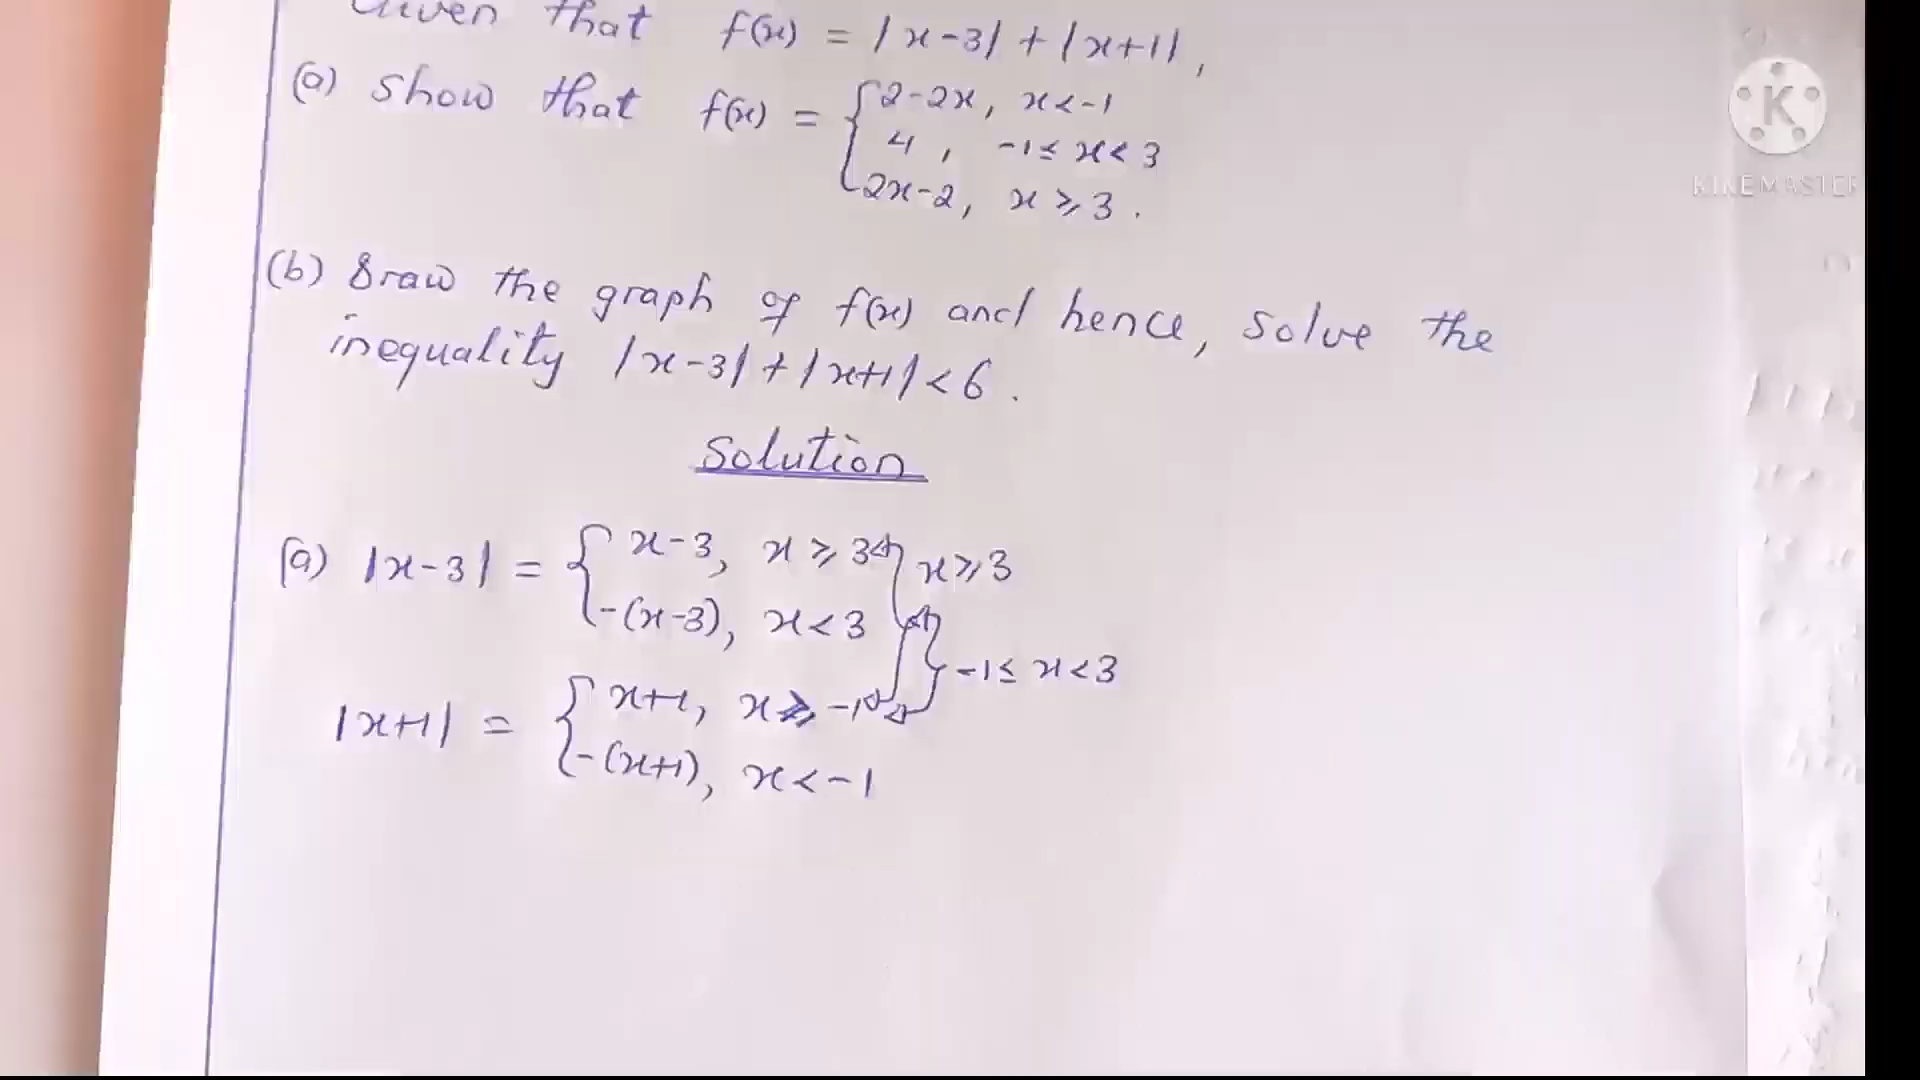 Given that f(x) = |x-3| + |x+1|,
(a) show that f(x) = { 2-2x, x<-1
4, -1≤ x< 3
2x-2, x ≥ 3.
(b) Draw the graph of f(x) and hence, solve the
inequality |x-3| + |x+1| < 6.
Solution
(a) |x-3| = { x-3, x ≥ 3 } x≥3
-(x-3), x<3
} -1≤ x<3
|x+1| = { x+1, x ≥ -1
-(x+1), x<-1
K
KINEMASTER